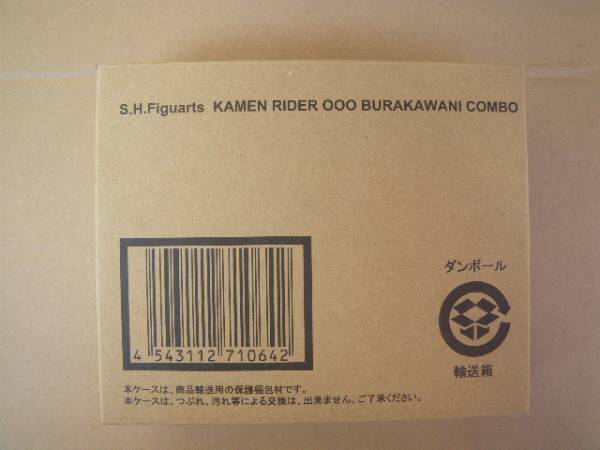 S.H.Figuarts KAMEN RIDER OOO BURAKAWANI COMBO
ダンボール
輸送箱
4 543112 710642
本ケースは、商品輸送用の保護梱包材です。
本ケースは、つぶれ、汚れ等による交換は、出来ません。ご了承ください。